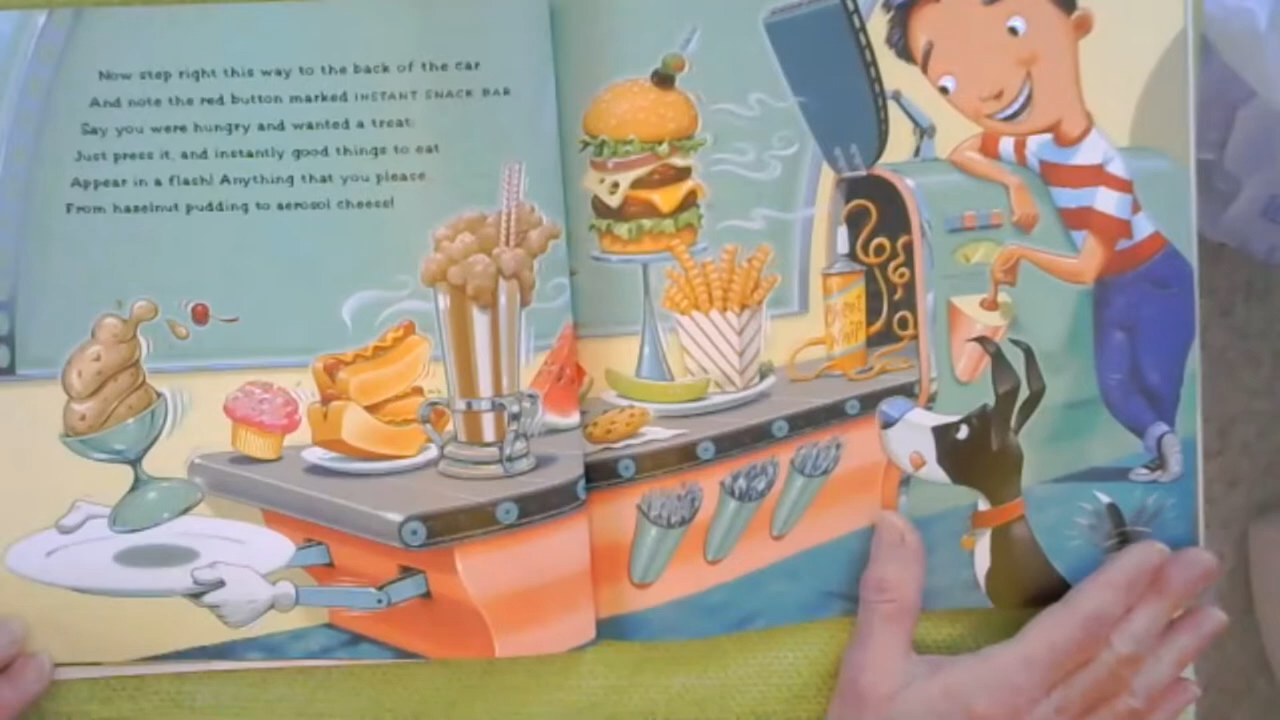 Now step right this way to the back of the car
And note the red button marked INSTANT SNACK BAR
Say you were hungry and wanted a treat:
Just press it, and instantly good things to eat
Appear in a flash! Anything that you please
From hazelnut pudding to aerosol cheese!